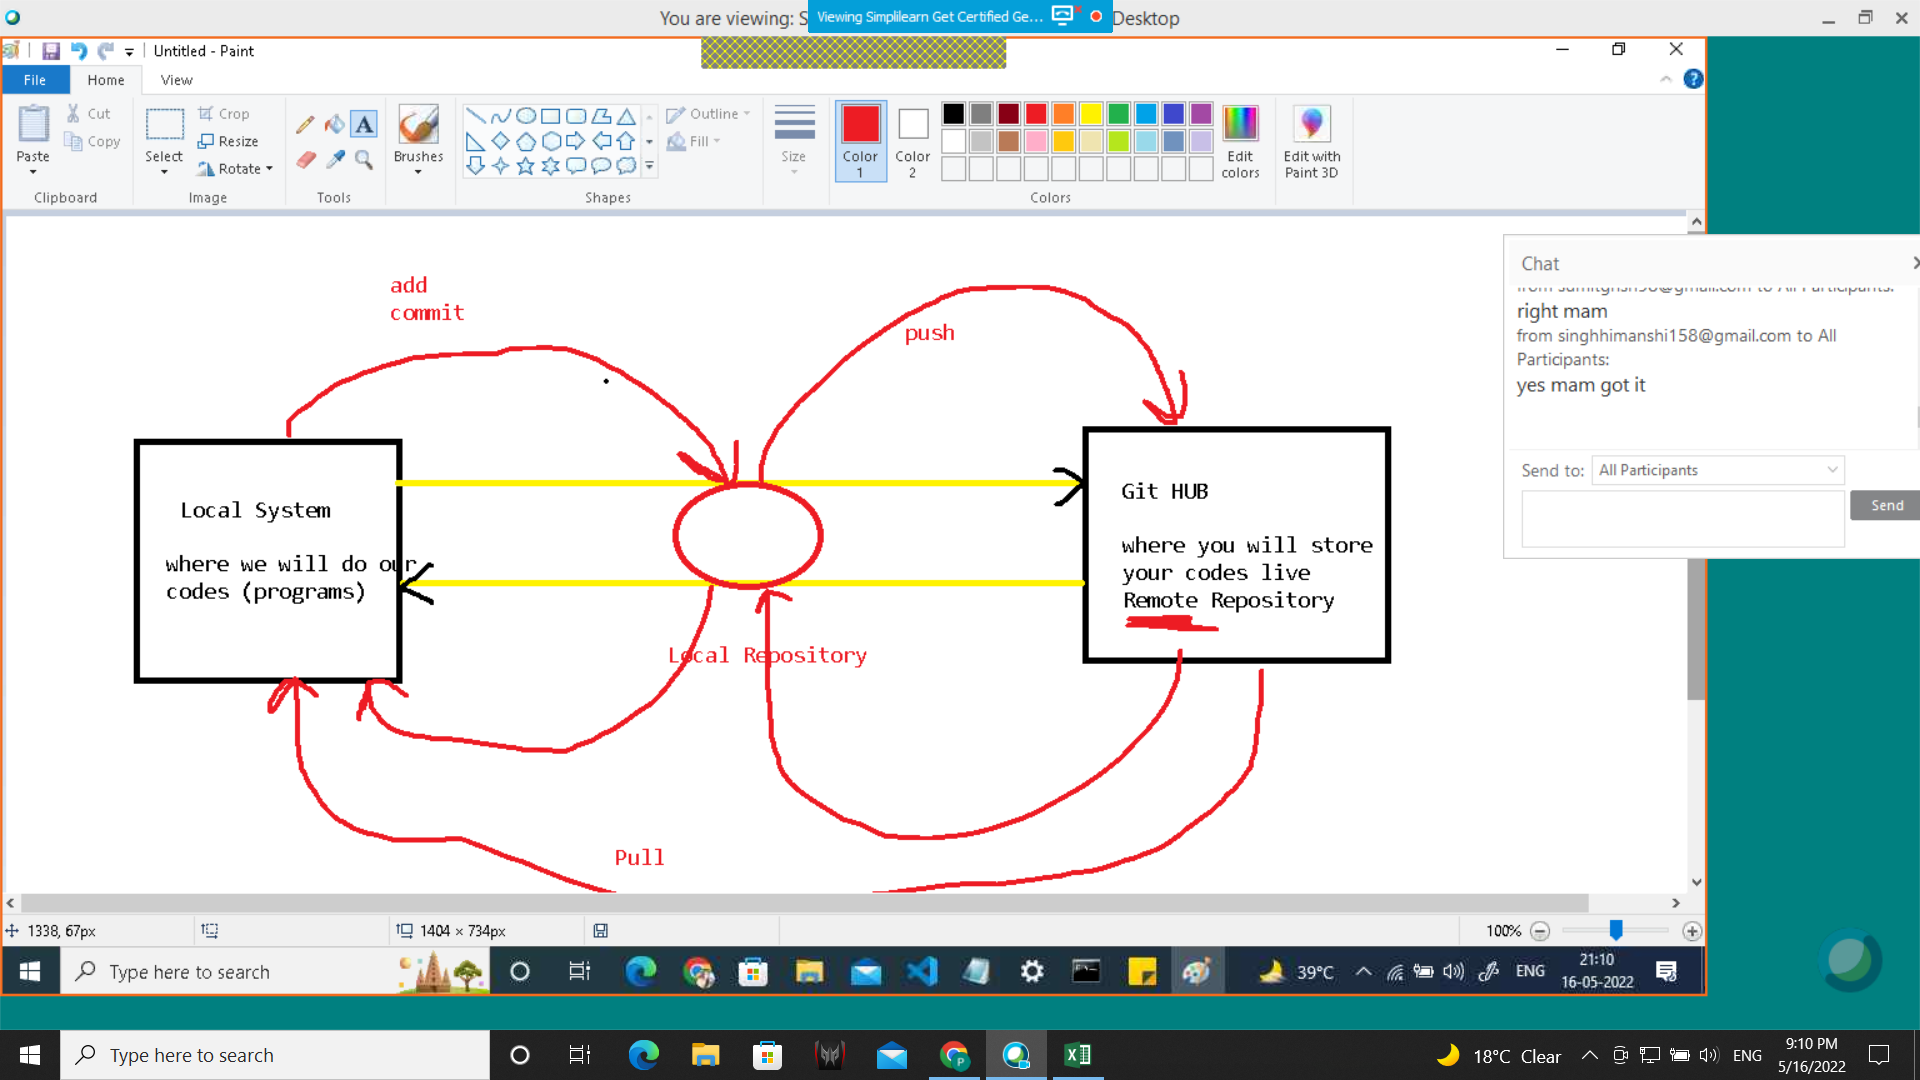 You are viewing: S
Viewing Simplilearn Get Certified Ge...
Desktop
Untitled - Paint
File
Home
View
Paste
Cut
Copy
Clipboard
Select
Crop
Resize
Rotate
Image
A
Tools
Brushes
Outline
Fill
Shapes
Size
Color
1
Color
2
Edit
colors
Edit with
Paint 3D
Colors
add
commit
push
Local System
where we will do our
codes (programs)
Git HUB
where you will store
your codes live
Remote Repository
Local Repository
Pull
Chat
to All Participants:
right mam
from singhhimanshi158@gmail.com to All
Participants:
yes mam got it
Send to:
All Participants
Send
1338, 67px
1404 × 734px
100%
Type here to search
39°C
ENG
21:10
16-05-2022
Type here to search
18°C Clear
ENG
9:10 PM
5/16/2022